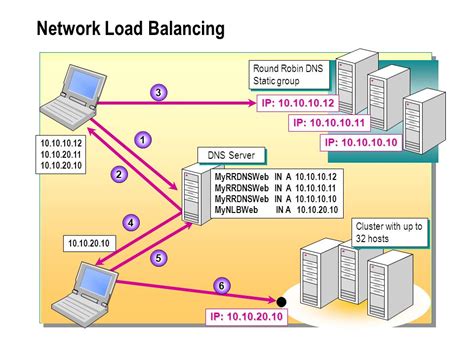 Network Load Balancing
3
Round Robin DNS
Static group
IP: 10.10.10.12
IP: 10.10.10.11
IP: 10.10.10.10
10.10.10.12
10.10.20.11
10.10.20.10
1
2
DNS Server
MyRRDNSWeb IN A 10.10.10.12
MyRRDNSWeb IN A 10.10.10.11
MyRRDNSWeb IN A 10.10.10.10
MyNLBWeb IN A 10.10.20.10
4
10.10.20.10
5
Cluster with up to
32 hosts
6
IP: 10.10.20.10